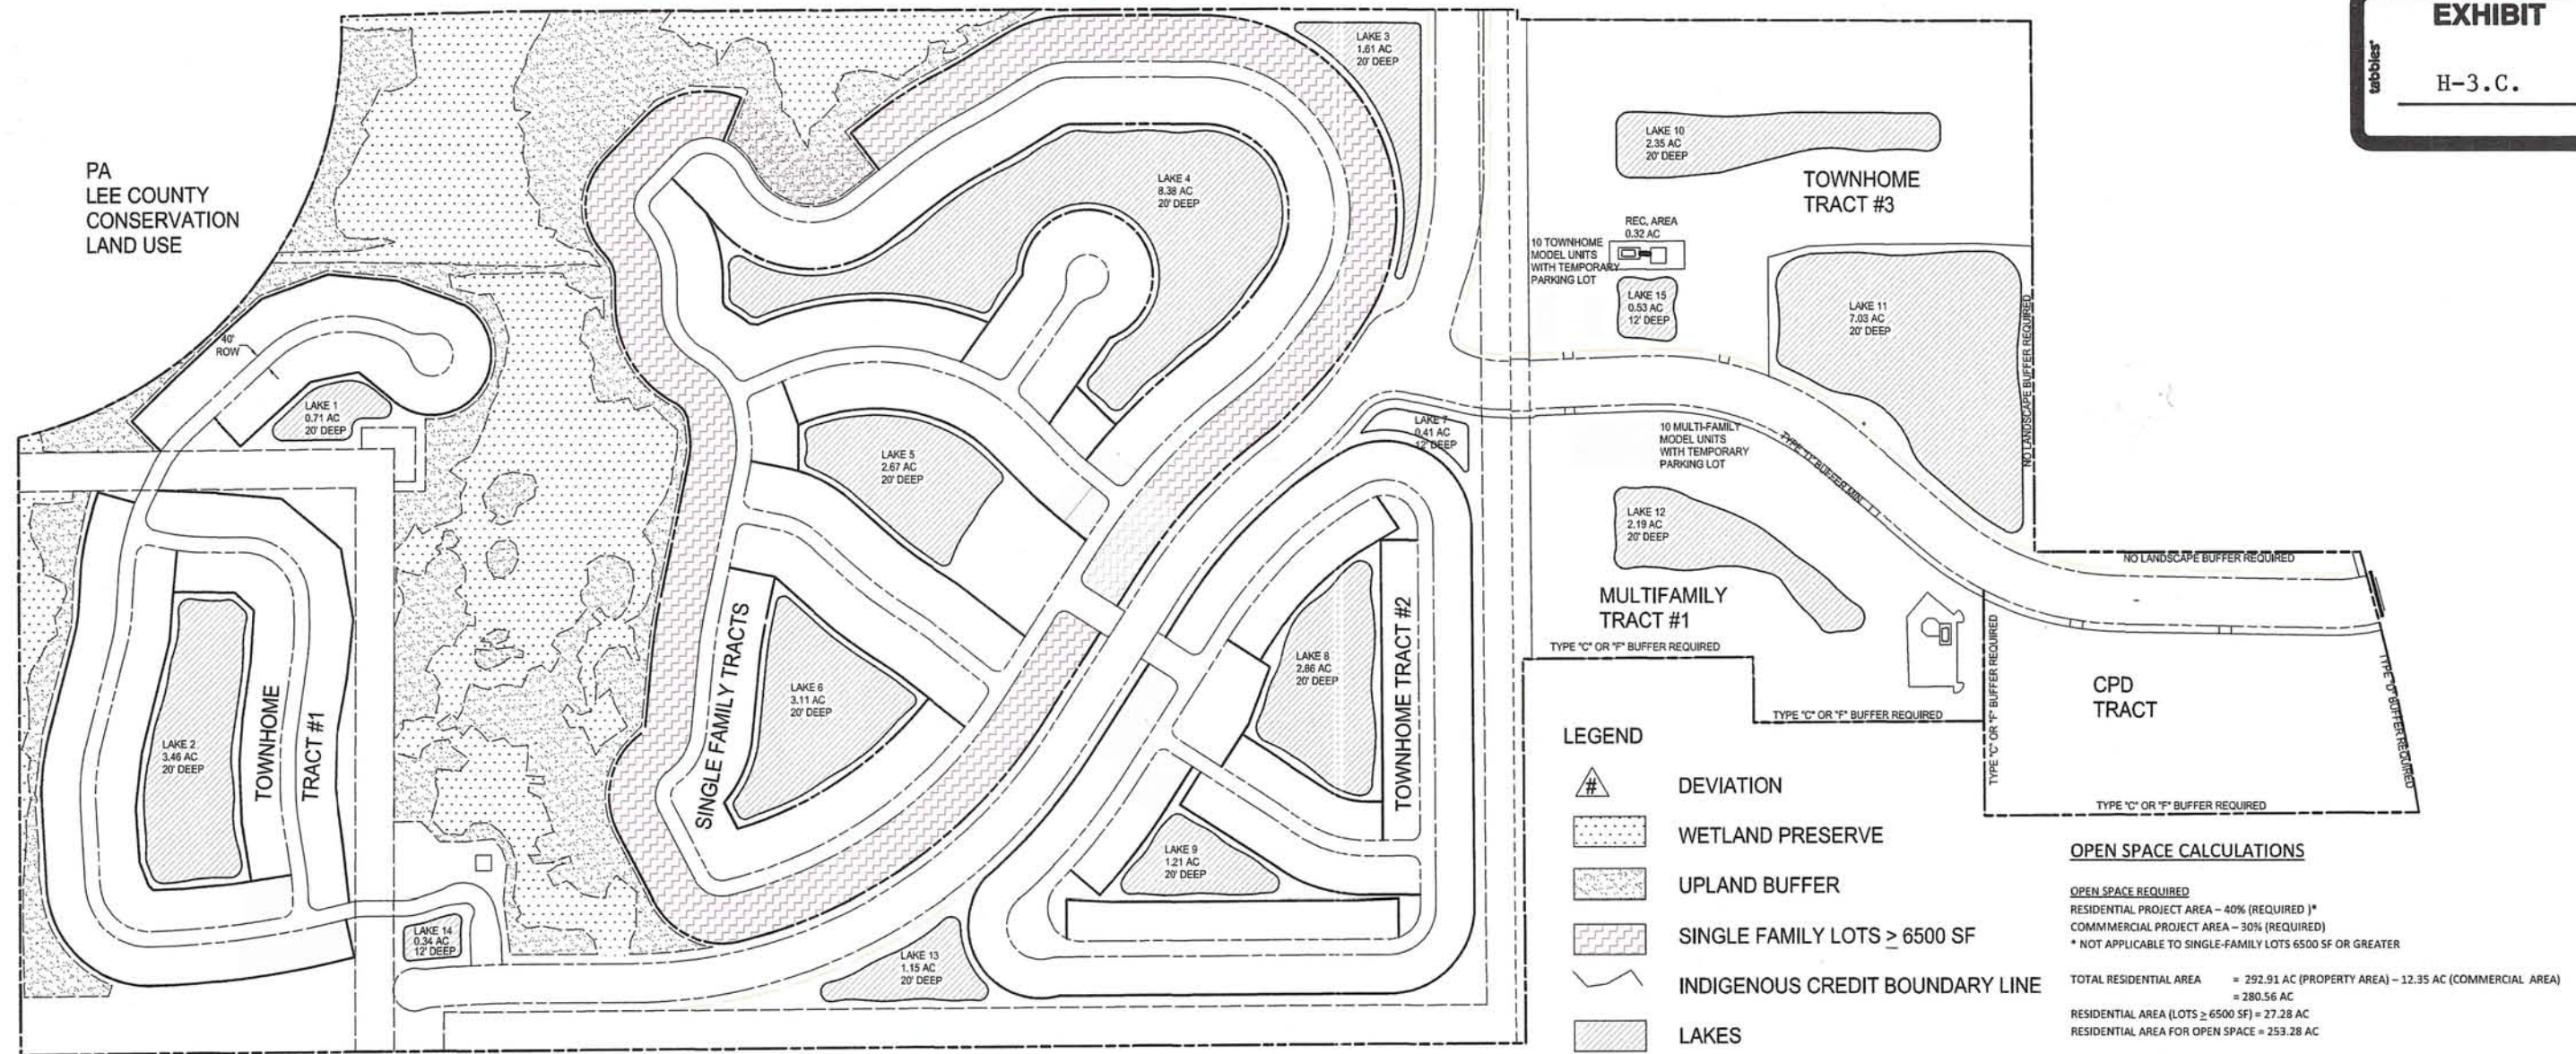 EXHIBIT
tabbies®
H-3.C.
PA
LEE COUNTY
CONSERVATION
LAND USE
40'
ROW
LAKE 1
0.71 AC
20' DEEP
LAKE 2
3.46 AC
20' DEEP
TOWNHOME
TRACT #1
LAKE 14
0.34 AC
12' DEEP
LAKE 3
1.61 AC
20' DEEP
LAKE 4
8.38 AC
20' DEEP
LAKE 5
2.67 AC
20' DEEP
LAKE 6
3.11 AC
20' DEEP
SINGLE FAMILY TRACTS
LAKE 7
0.41 AC
12' DEEP
LAKE 8
2.86 AC
20' DEEP
TOWNHOME TRACT #2
LAKE 9
1.21 AC
20' DEEP
LAKE 13
1.15 AC
20' DEEP
LAKE 10
2.35 AC
20' DEEP
TOWNHOME
TRACT #3
REC. AREA
0.32 AC
10 TOWNHOME
MODEL UNITS
WITH TEMPORARY
PARKING LOT
LAKE 15
0.53 AC
12' DEEP
LAKE 11
7.03 AC
20' DEEP
NO LANDSCAPE BUFFER REQUIRED
10 MULTI-FAMILY
MODEL UNITS
WITH TEMPORARY
PARKING LOT
TYPE "D" BUFFER MIN.
LAKE 12
2.19 AC
20' DEEP
MULTIFAMILY
TRACT #1
TYPE "C" OR "F" BUFFER REQUIRED
TYPE "C" OR "F" BUFFER REQUIRED
TYPE "C" OR "F" BUFFER REQUIRED
NO LANDSCAPE BUFFER REQUIRED
CPD
TRACT
TYPE "D" BUFFER REQUIRED
TYPE "C" OR "F" BUFFER REQUIRED
LEGEND
# DEVIATION
WETLAND PRESERVE
UPLAND BUFFER
SINGLE FAMILY LOTS ≥ 6500 SF
INDIGENOUS CREDIT BOUNDARY LINE
LAKES
OPEN SPACE CALCULATIONS
OPEN SPACE REQUIRED
RESIDENTIAL PROJECT AREA – 40% (REQUIRED )*
COMMMERCIAL PROJECT AREA – 30% (REQUIRED)
* NOT APPLICABLE TO SINGLE-FAMILY LOTS 6500 SF OR GREATER
TOTAL RESIDENTIAL AREA = 292.91 AC (PROPERTY AREA) – 12.35 AC (COMMERCIAL AREA)
= 280.56 AC
RESIDENTIAL AREA (LOTS ≥ 6500 SF) = 27.28 AC
RESIDENTIAL AREA FOR OPEN SPACE = 253.28 AC